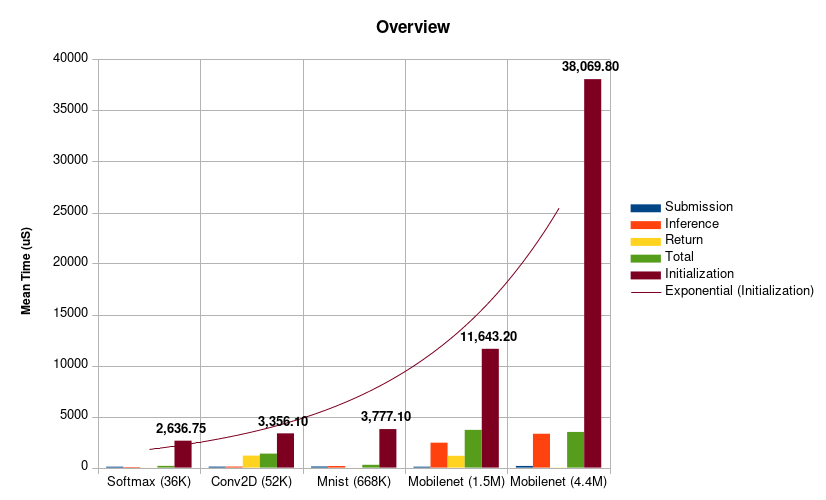 Overview
Mean Time (uS)
40000
35000
30000
25000
20000
15000
10000
5000
0
2,636.75
3,356.10
3,777.10
11,643.20
38,069.80
Softmax (36K)
Conv2D (52K)
Mnist (668K)
Mobilenet (1.5M)
Mobilenet (4.4M)
Submission
Inference
Return
Total
Initialization
Exponential (Initialization)